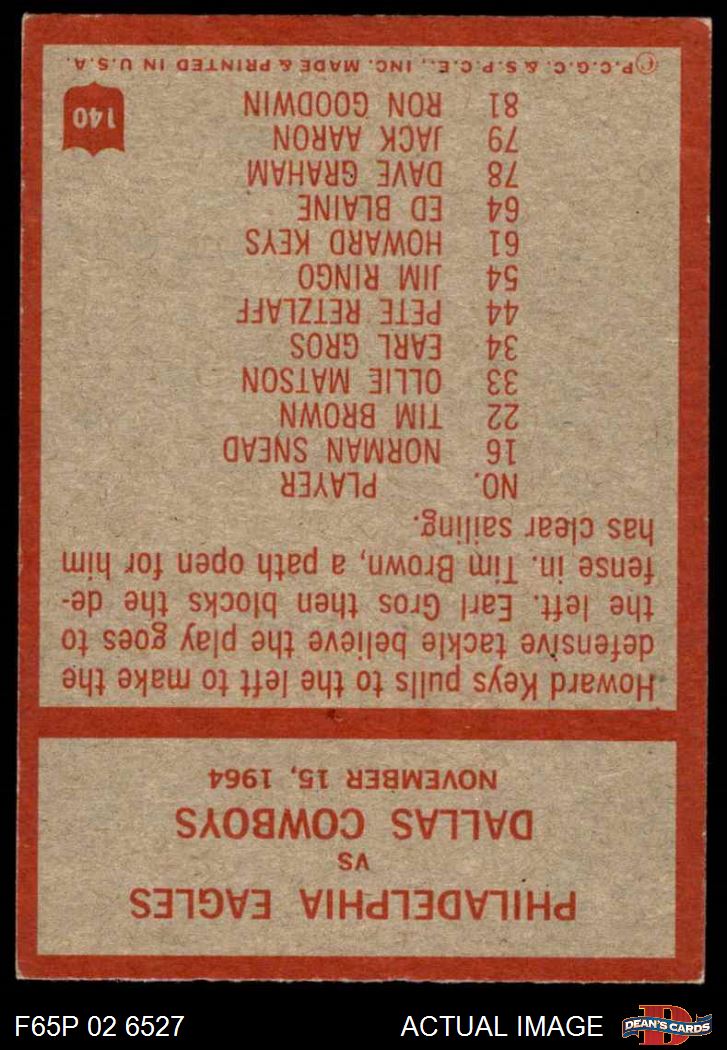 PHILADELPHIA EAGLES
VS
DALLAS COWBOYS
NOVEMBER 15, 1964
Howard Keys pulls to the left to make the
defensive tackle believe the play goes to
the left. Earl Gros then blocks the de-
fense in. Tim Brown, a path open for him
has clear sailing.
NO. PLAYER
16 NORMAN SNEAD
22 TIM BROWN
33 OLLIE MATSON
34 EARL GROS
44 PETE RETZLAFF
54 JIM RINGO
61 HOWARD KEYS
64 ED BLAINE
78 DAVE GRAHAM
79 JACK AARON
81 RON GOODWIN
140
© P.C.G.C. & S.P.C.E., INC. MADE & PRINTED IN U.S.A.
F65P 02 6527 ACTUAL IMAGE
D
DEAN'S CARDS